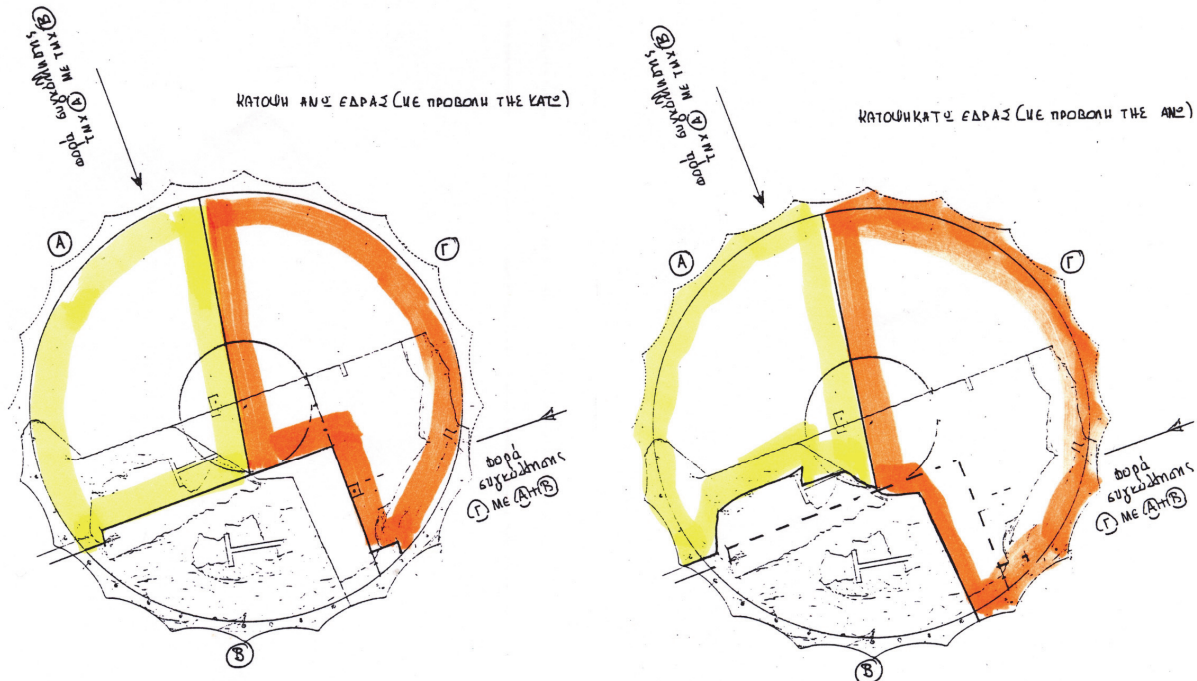 φορά συγκόλλησης
ΤΜΧ Α ΜΕ ΤΜΧ Β
ΚΑΤΟΨΗ ΑΝΩ ΕΔΡΑΣ (ΜΕ ΠΡΟΒΟΛΗ ΤΗΣ ΚΑΤΩ)
Α
Γ
φορά
συγκόλλησης
Γ ΜΕ Α+Β
Β
φορά συγκόλλησης
ΤΜΧ Α ΜΕ ΤΜΧ Β
ΚΑΤΟΨΗ ΚΑΤΩ ΕΔΡΑΣ (ΜΕ ΠΡΟΒΟΛΗ ΤΗΣ ΑΝΩ)
Α
Γ
φορά
συγκόλλησης
Γ ΜΕ Α+Β
Β